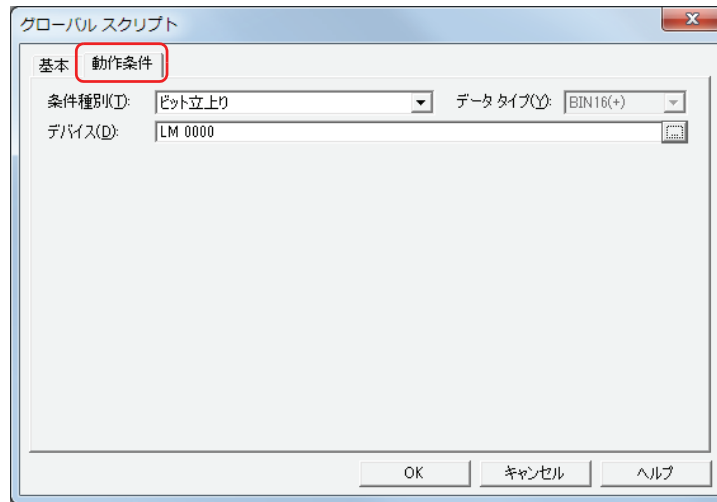 グローバル スクリプト
基本 動作条件
条件種別(T): ビット立上り データ タイプ(Y): BIN16(+)
デバイス(D): LM 0000 ...
OK キャンセル ヘルプ